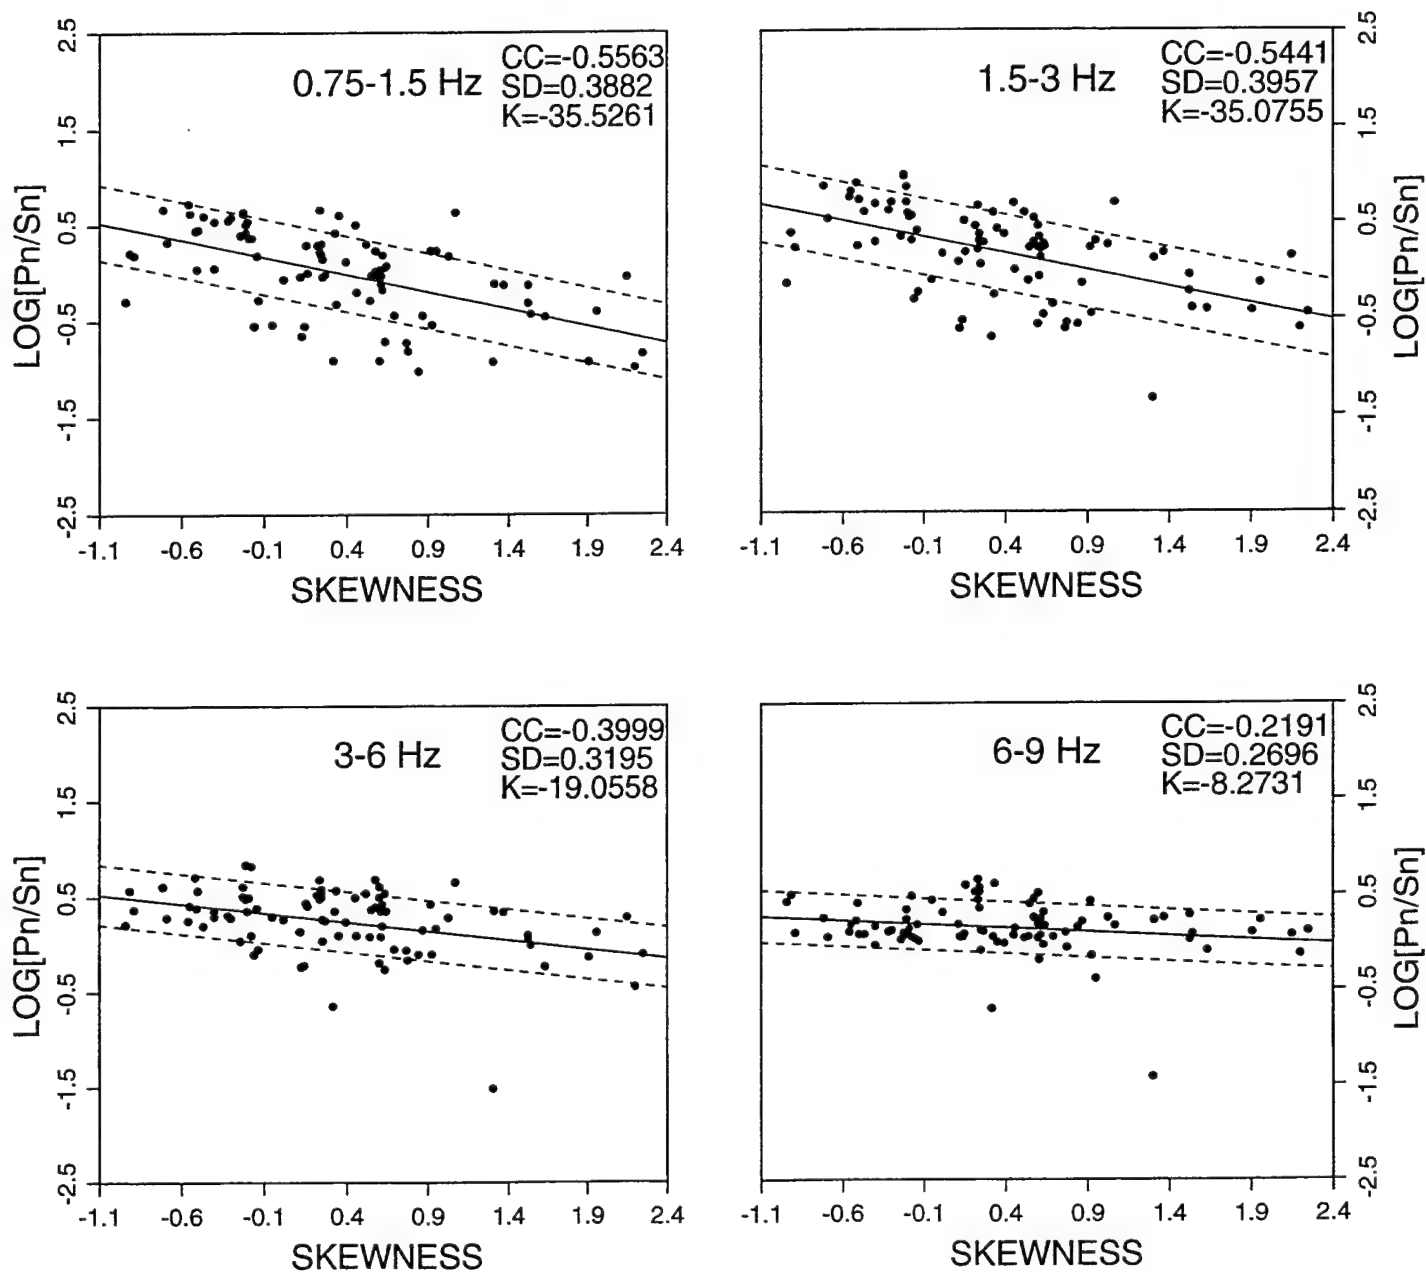 0.75-1.5 Hz
CC=-0.5563
SD=0.3882
K=-35.5261
LOG[Pn/Sn]
2.5
1.5
0.5
-0.5
-1.5
-2.5
-1.1 -0.6 -0.1 0.4 0.9 1.4 1.9 2.4
SKEWNESS
1.5-3 Hz
CC=-0.5441
SD=0.3957
K=-35.0755
2.5
1.5
0.5
-0.5
-1.5
-2.5
LOG[Pn/Sn]
-1.1 -0.6 -0.1 0.4 0.9 1.4 1.9 2.4
SKEWNESS
3-6 Hz
CC=-0.3999
SD=0.3195
K=-19.0558
LOG[Pn/Sn]
2.5
1.5
0.5
-0.5
-1.5
-2.5
-1.1 -0.6 -0.1 0.4 0.9 1.4 1.9 2.4
SKEWNESS
6-9 Hz
CC=-0.2191
SD=0.2696
K=-8.2731
2.5
1.5
0.5
-0.5
-1.5
-2.5
LOG[Pn/Sn]
-1.1 -0.6 -0.1 0.4 0.9 1.4 1.9 2.4
SKEWNESS